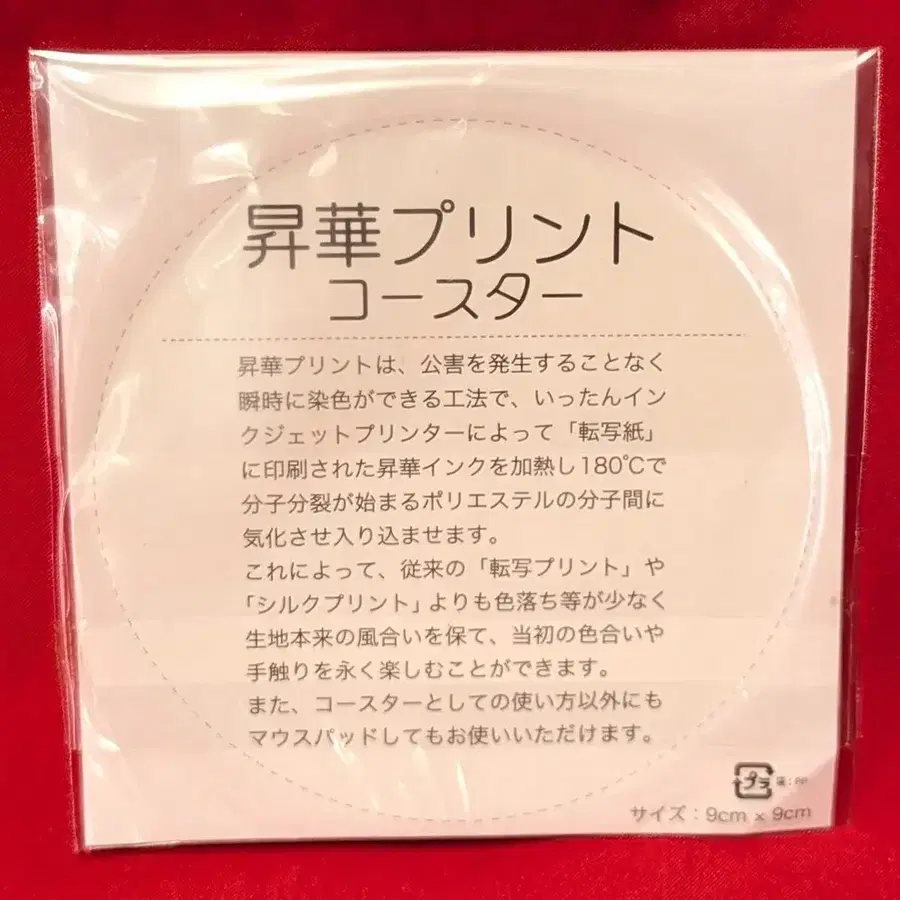 昇華プリント
コースター
昇華プリントは、公害を発生することなく
瞬時に染色ができる工法で、いったんイン
クジェットプリンターによって「転写紙」
に印刷された昇華インクを加熱し180℃で
分子分裂が始まるポリエステルの分子間に
気化させ入り込ませます。
これによって、従来の「転写プリント」や
「シルクプリント」よりも色落ち等が少なく
生地本来の風合いを保て、当初の色合いや
手触りを永く楽しむことができます。
また、コースターとしての使い方以外にも
マウスパッドしてもお使いいただけます。
プラ 袋:PP
サイズ：9cm × 9cm